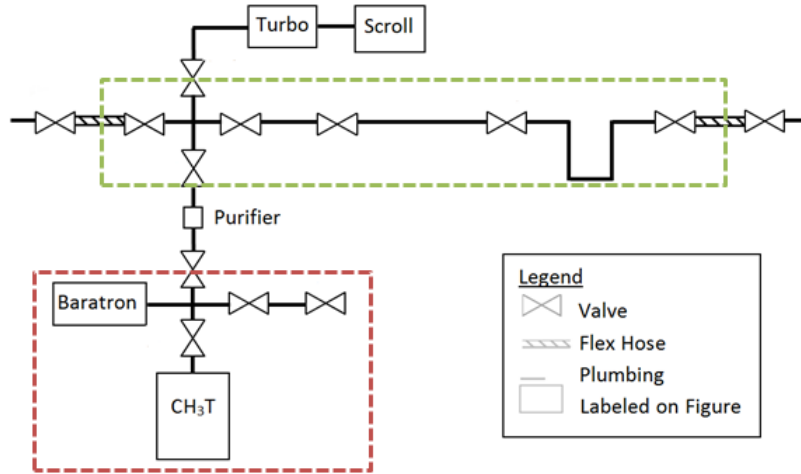 Turbo
Scroll
Purifier
Baratron
CH₃T
Legend
Valve
Flex Hose
Plumbing
Labeled on Figure